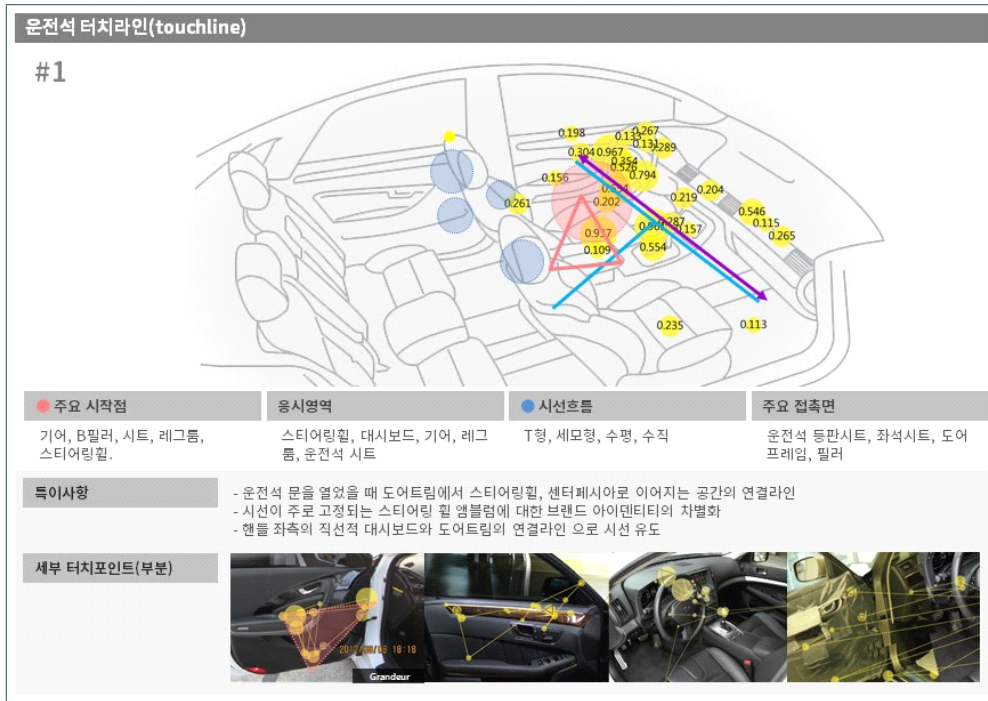 운전석 터치라인(touchline)
#1
0.198
0.133
0.267
0.131
0.289
0.304
0.967
0.354
0.526
0.794
0.156
0.202
0.261
0.219
0.204
0.546
0.115
0.265
0.287
0.157
0.554
0.109
0.235
0.113
주요 시작점
응시영역
시선흐름
주요 접촉면
기어, B필러, 시트, 레그룸,
스티어링휠.
스티어링휠, 대시보드, 기어, 레그
룸, 운전석 시트
T형, 세모형, 수평, 수직
운전석 등판시트, 좌석시트, 도어
프레임, 필러
특이사항
- 운전석 문을 열었을 때 도어트림에서 스티어링휠, 센터페시아로 이어지는 공간의 연결라인
- 시선이 주로 고정되는 스티어링 휠 앰블럼에 대한 브랜드 아이덴티티의 차별화
- 핸들 좌측의 직선적 대시보드와 도어트림의 연결라인 으로 시선 유도
세부 터치포인트(부분)
18:18
Grandeur